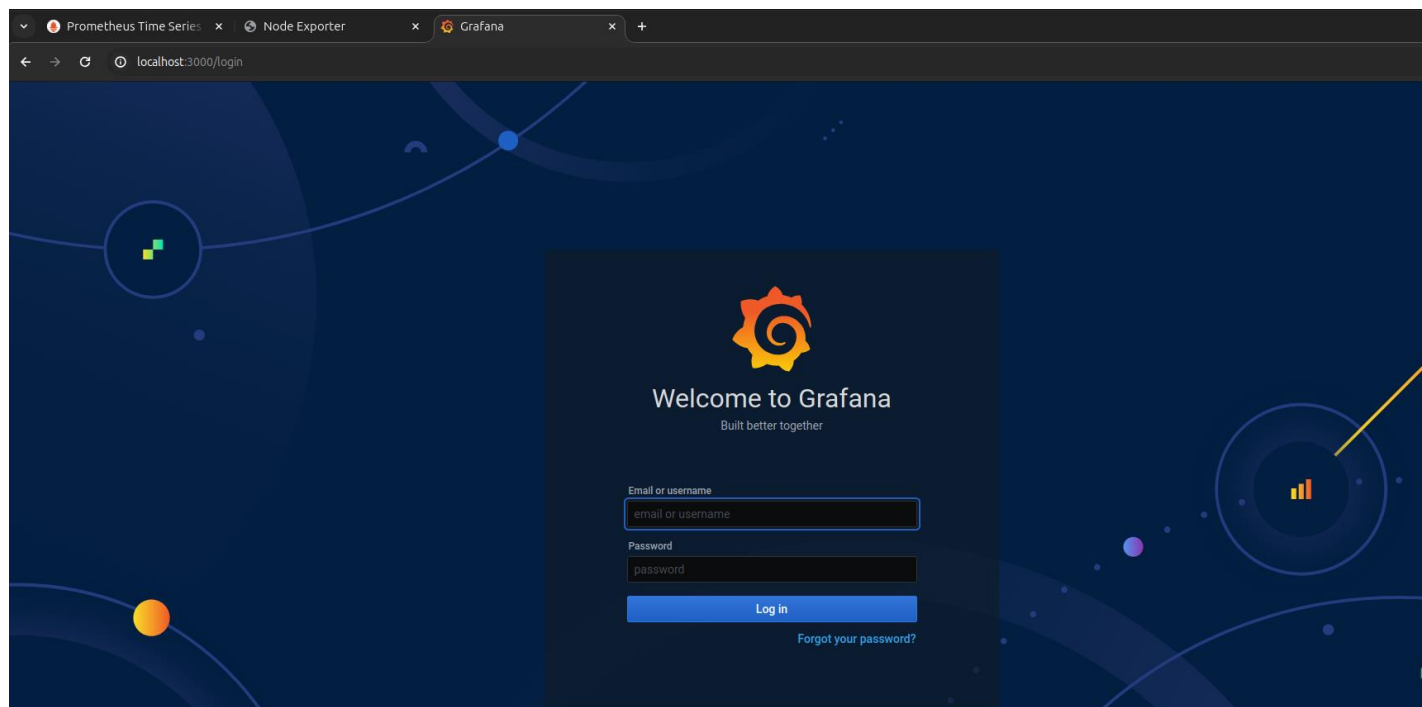 Prometheus Time Series
Node Exporter
Grafana
localhost:3000/login
Welcome to Grafana
Built better together
Email or username
email or username
Password
password
Log in
Forgot your password?